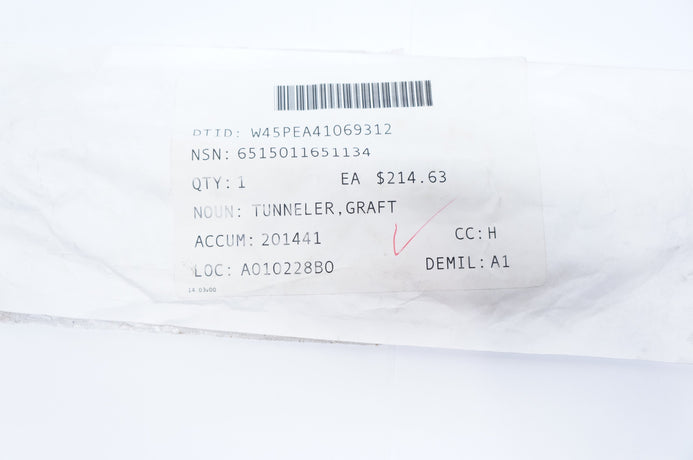 DTID: W45PEA41069312
NSN: 6515011651134
QTY: 1 EA $214.63
NOUN: TUNNELER,GRAFT
ACCUM: 201441 CC: H
LOC: A010228B0 DEMIL: A1